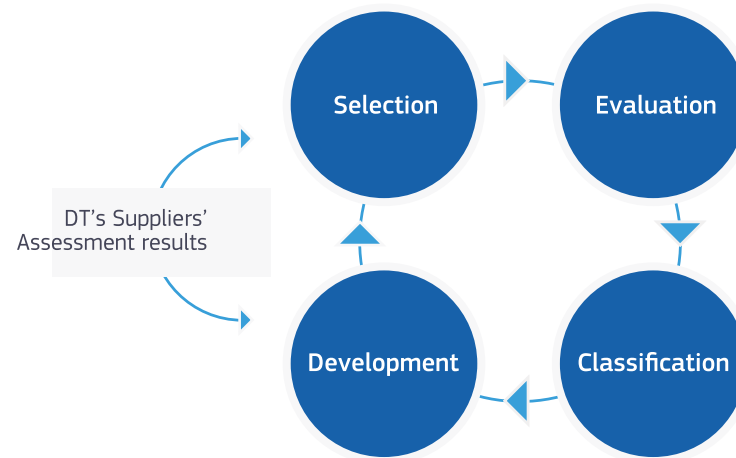 Selection
Evaluation
DT’s Suppliers’
Assessment results
Development
Classification